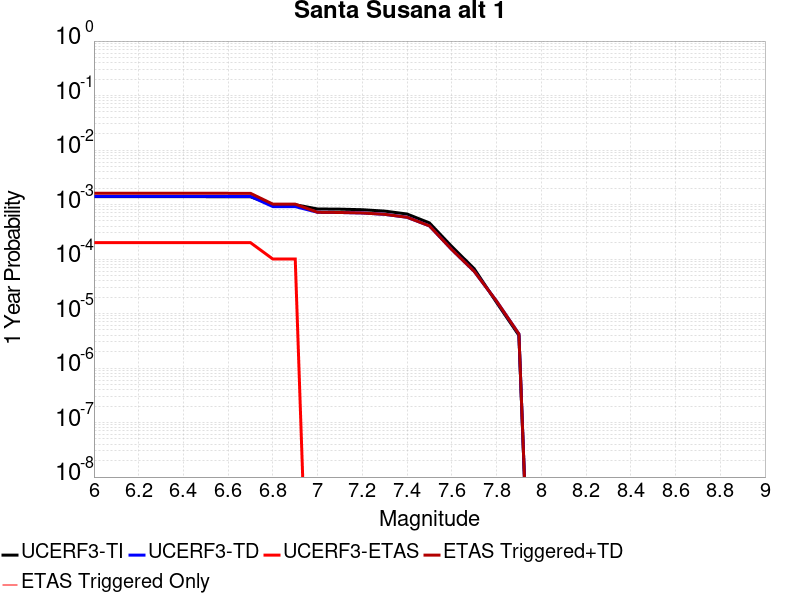 Santa Susana alt 1
10^0
10^-1
10^-2
10^-3
10^-4
10^-5
10^-6
10^-7
10^-8
1 Year Probability
6 6.2 6.4 6.6 6.8 7 7.2 7.4 7.6 7.8 8 8.2 8.4 8.6 8.8 9
Magnitude
UCERF3-TI UCERF3-TD UCERF3-ETAS ETAS Triggered+TD
ETAS Triggered Only